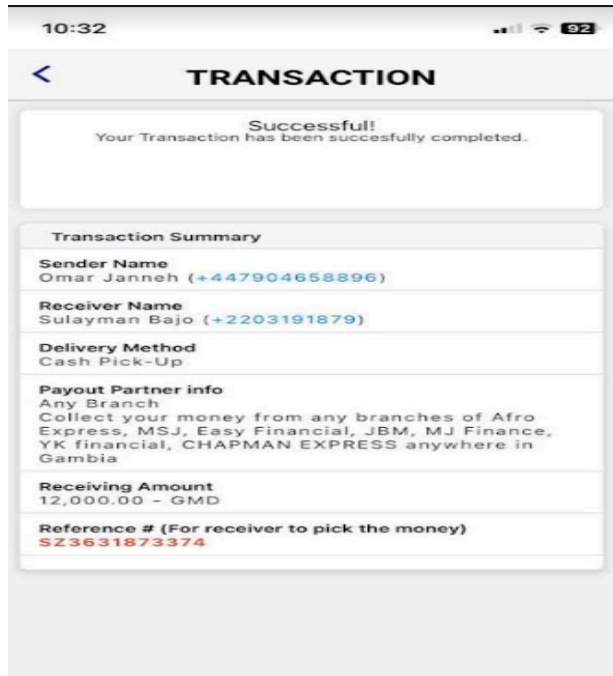 10:32
92
TRANSACTION
Successful!
Your Transaction has been succesfully completed.
Transaction Summary
Sender Name
Omar Janneh (+447904658896)
Receiver Name
Sulayman Bajo (+2203191879)
Delivery Method
Cash Pick-Up
Payout Partner info
Any Branch
Collect your money from any branches of Afro
Express, MSJ, Easy Financial, JBM, MJ Finance,
YK financial, CHAPMAN EXPRESS anywhere in
Gambia
Receiving Amount
12,000.00 - GMD
Reference # (For receiver to pick the money)
SZ3631873374